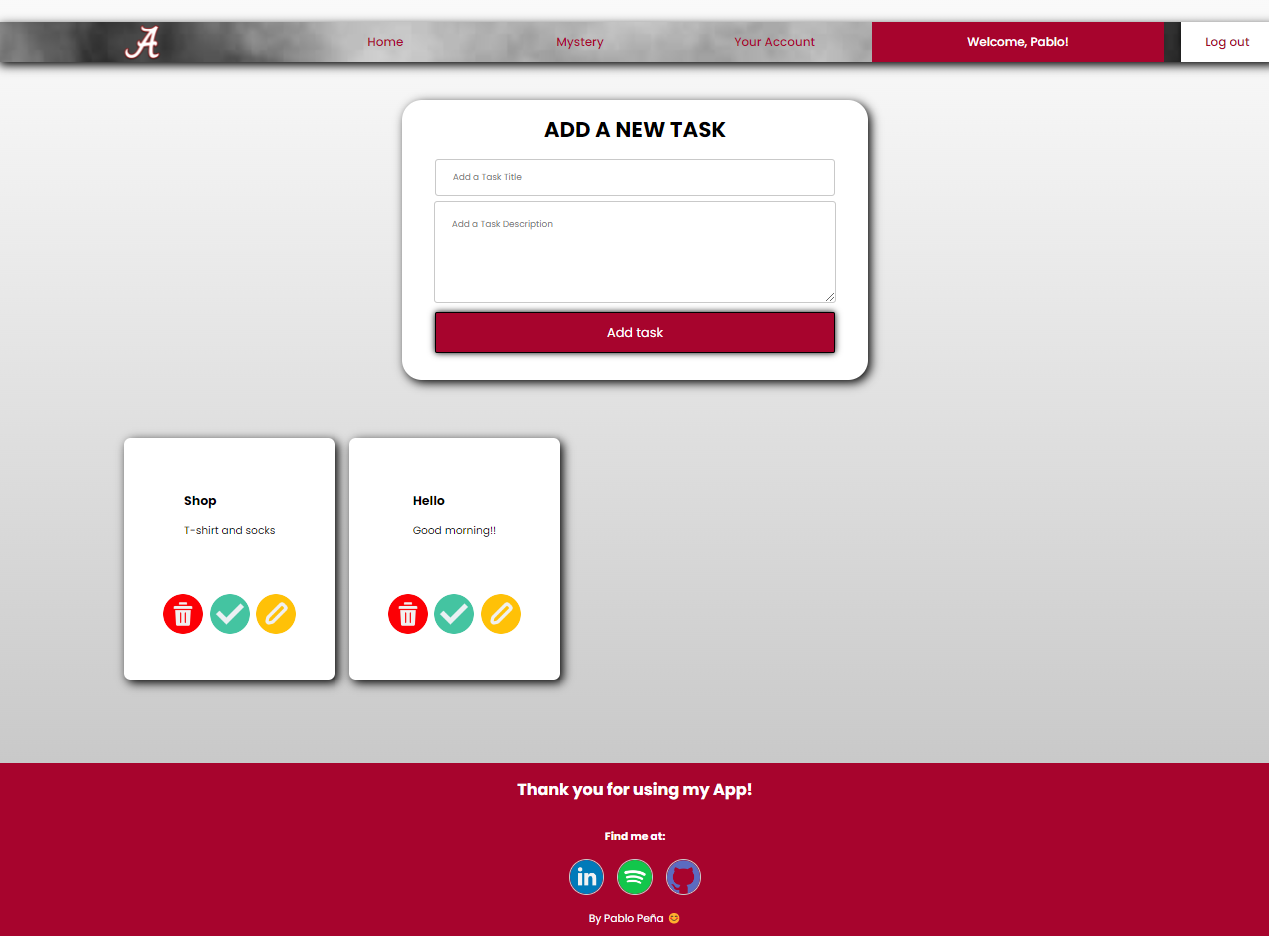 A
Home
Mystery
Your Account
Welcome, Pablo!
Log out
ADD A NEW TASK
Add a Task Title
Add a Task Description
Add task
Shop
T-shirt and socks
Hello
Good morning!!
Thank you for using my App!
Find me at:
in
By Pablo Peña 😊